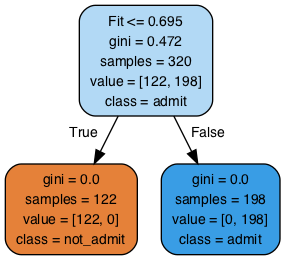 Fit <= 0.695
gini = 0.472
samples = 320
value = [122, 198]
class = admit
True
False
gini = 0.0
samples = 122
value = [122, 0]
class = not_admit
gini = 0.0
samples = 198
value = [0, 198]
class = admit